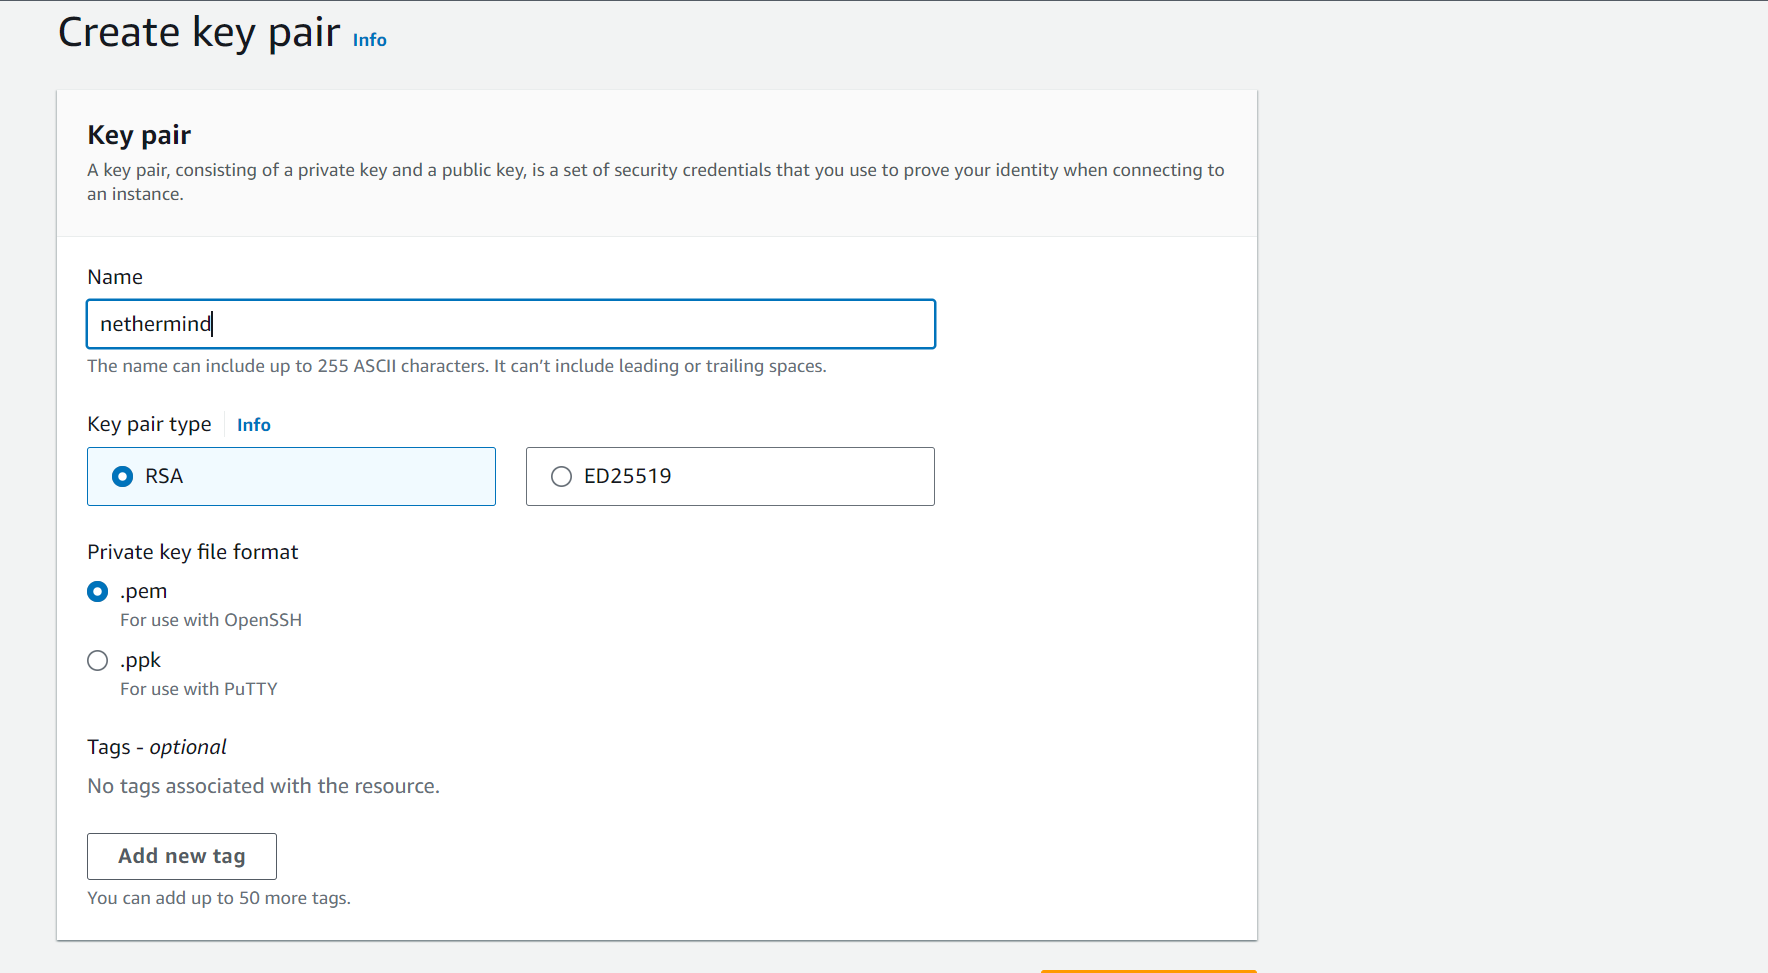 Create key pair Info
Key pair
A key pair, consisting of a private key and a public key, is a set of security credentials that you use to prove your identity when connecting to
an instance.
Name
nethermind
The name can include up to 255 ASCII characters. It can’t include leading or trailing spaces.
Key pair type Info
RSA ED25519
Private key file format
.pem
For use with OpenSSH
.ppk
For use with PuTTY
Tags - optional
No tags associated with the resource.
Add new tag
You can add up to 50 more tags.